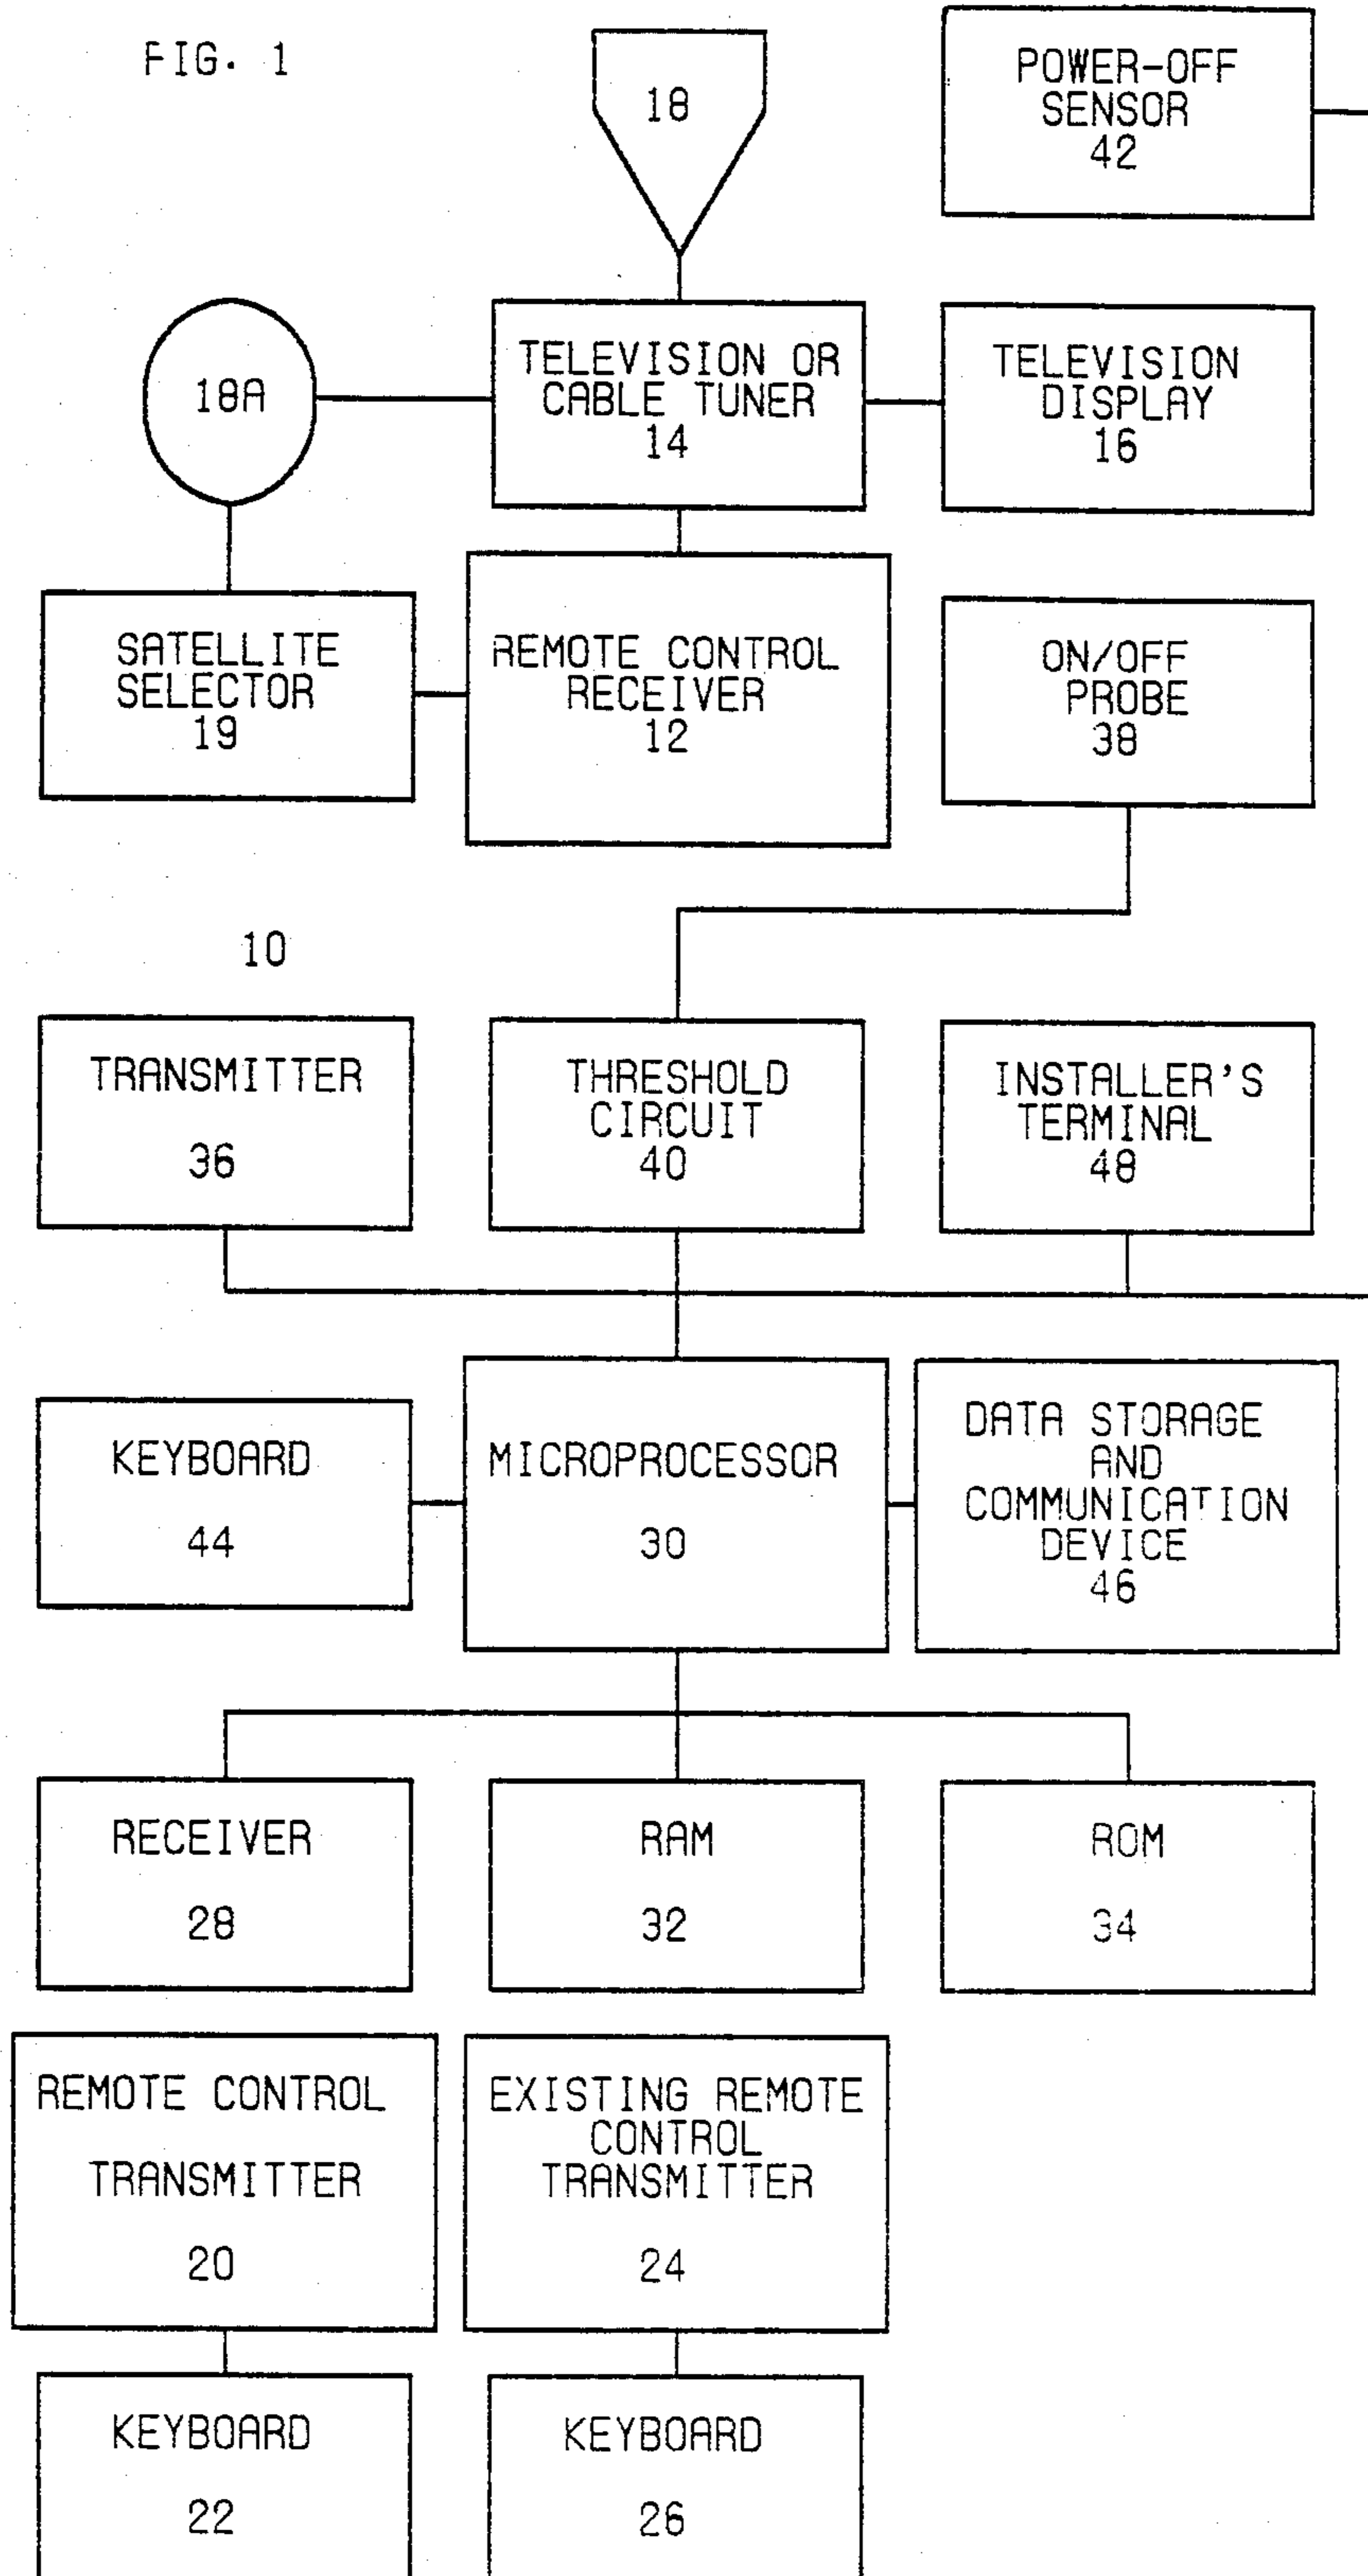 FIG. 1
18
POWER-OFF
SENSOR
42
18A
TELEVISION OR
CABLE TUNER
14
TELEVISION
DISPLAY
16
SATELLITE
SELECTOR
19
REMOTE CONTROL
RECEIVER
12
ON/OFF
PROBE
38
10
TRANSMITTER
36
THRESHOLD
CIRCUIT
40
INSTALLER'S
TERMINAL
48
KEYBOARD
44
MICROPROCESSOR
30
DATA STORAGE
AND
COMMUNICATION
DEVICE
46
RECEIVER
28
RAM
32
ROM
34
REMOTE CONTROL
TRANSMITTER
20
EXISTING REMOTE
CONTROL
TRANSMITTER
24
KEYBOARD
22
KEYBOARD
26